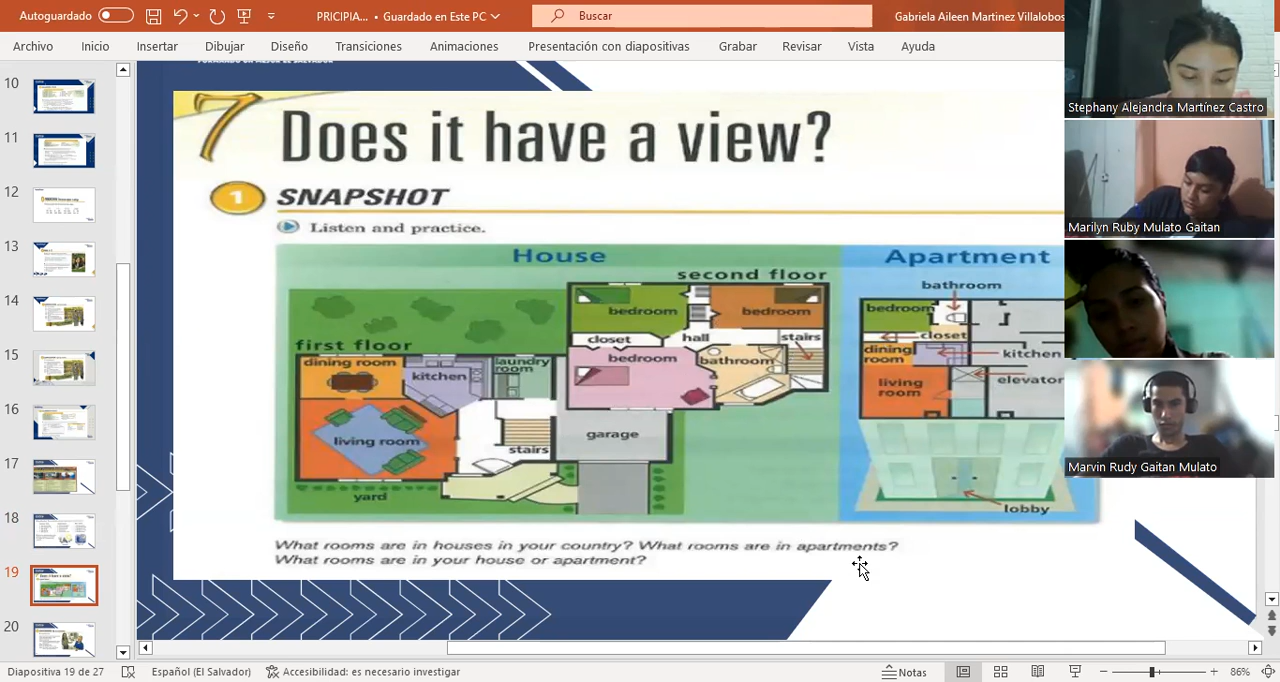 Autoguardado
PRICIPIA... • Guardado en Este PC
Buscar
Gabriela Aileen Martinez Villalobos
Archivo
Inicio
Insertar
Dibujar
Diseño
Transiciones
Animaciones
Presentación con diapositivas
Grabar
Revisar
Vista
Ayuda
10
11
12
13
14
15
16
17
18
19
20
7 Does it have a view?
1 SNAPSHOT
Listen and practice.
House
second floor
bedroom
bedroom
closet
hall
stairs
bedroom
bathroom
first floor
dining room
kitchen
laundry
room
living room
stairs
garage
yard
Apartment
bathroom
bedroom
closet
kitchen
dining
room
elevator
living
room
lobby
What rooms are in houses in your country? What rooms are in apartments?
What rooms are in your house or apartment?
Stephany Alejandra Martínez Castro
Marilyn Ruby Mulato Gaitan
Marvin Rudy Gaitan Mulato
Diapositiva 19 de 27
Español (El Salvador)
Accesibilidad: es necesario investigar
Notas
86%